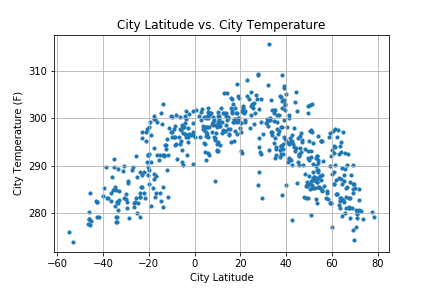 City Latitude vs. City Temperature
310
300
290
280
City Temperature (F)
−60 −40 −20 0 20 40 60 80
City Latitude